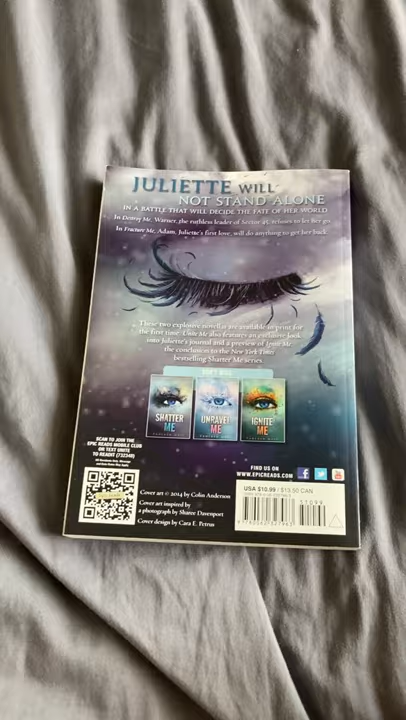 JULIETTE WILL
NOT STAND ALONE
IN A BATTLE THAT WILL DECIDE THE FATE OF HER WORLD
In Destroy Me, Warner, the ruthless leader of Sector 45, refuses to let her go.
In Fracture Me, Adam, Juliette's first love, will do anything to get her back.
These two explosive novellas are available in print for
the first time. Unite Me also features an exclusive look
into Juliette's journal and a preview of Ignite Me,
the conclusion to the New York Times
bestselling Shatter Me series.
DON'T MISS
SHATTER
ME
UNRAVEL
ME
IGNITE
ME
SCAN TO JOIN THE
EPIC READS MOBILE CLUB
OR TEXT UNITE
TO READIT (732348)
FIND US ON
WWW.EPICREADS.COM
USA $10.99 / $13.50 CAN
51099
Cover art © 2014 by Colin Anderson
Cover art inspired by
a photograph by Sharee Davenport
Cover design by Cara E. Petrus